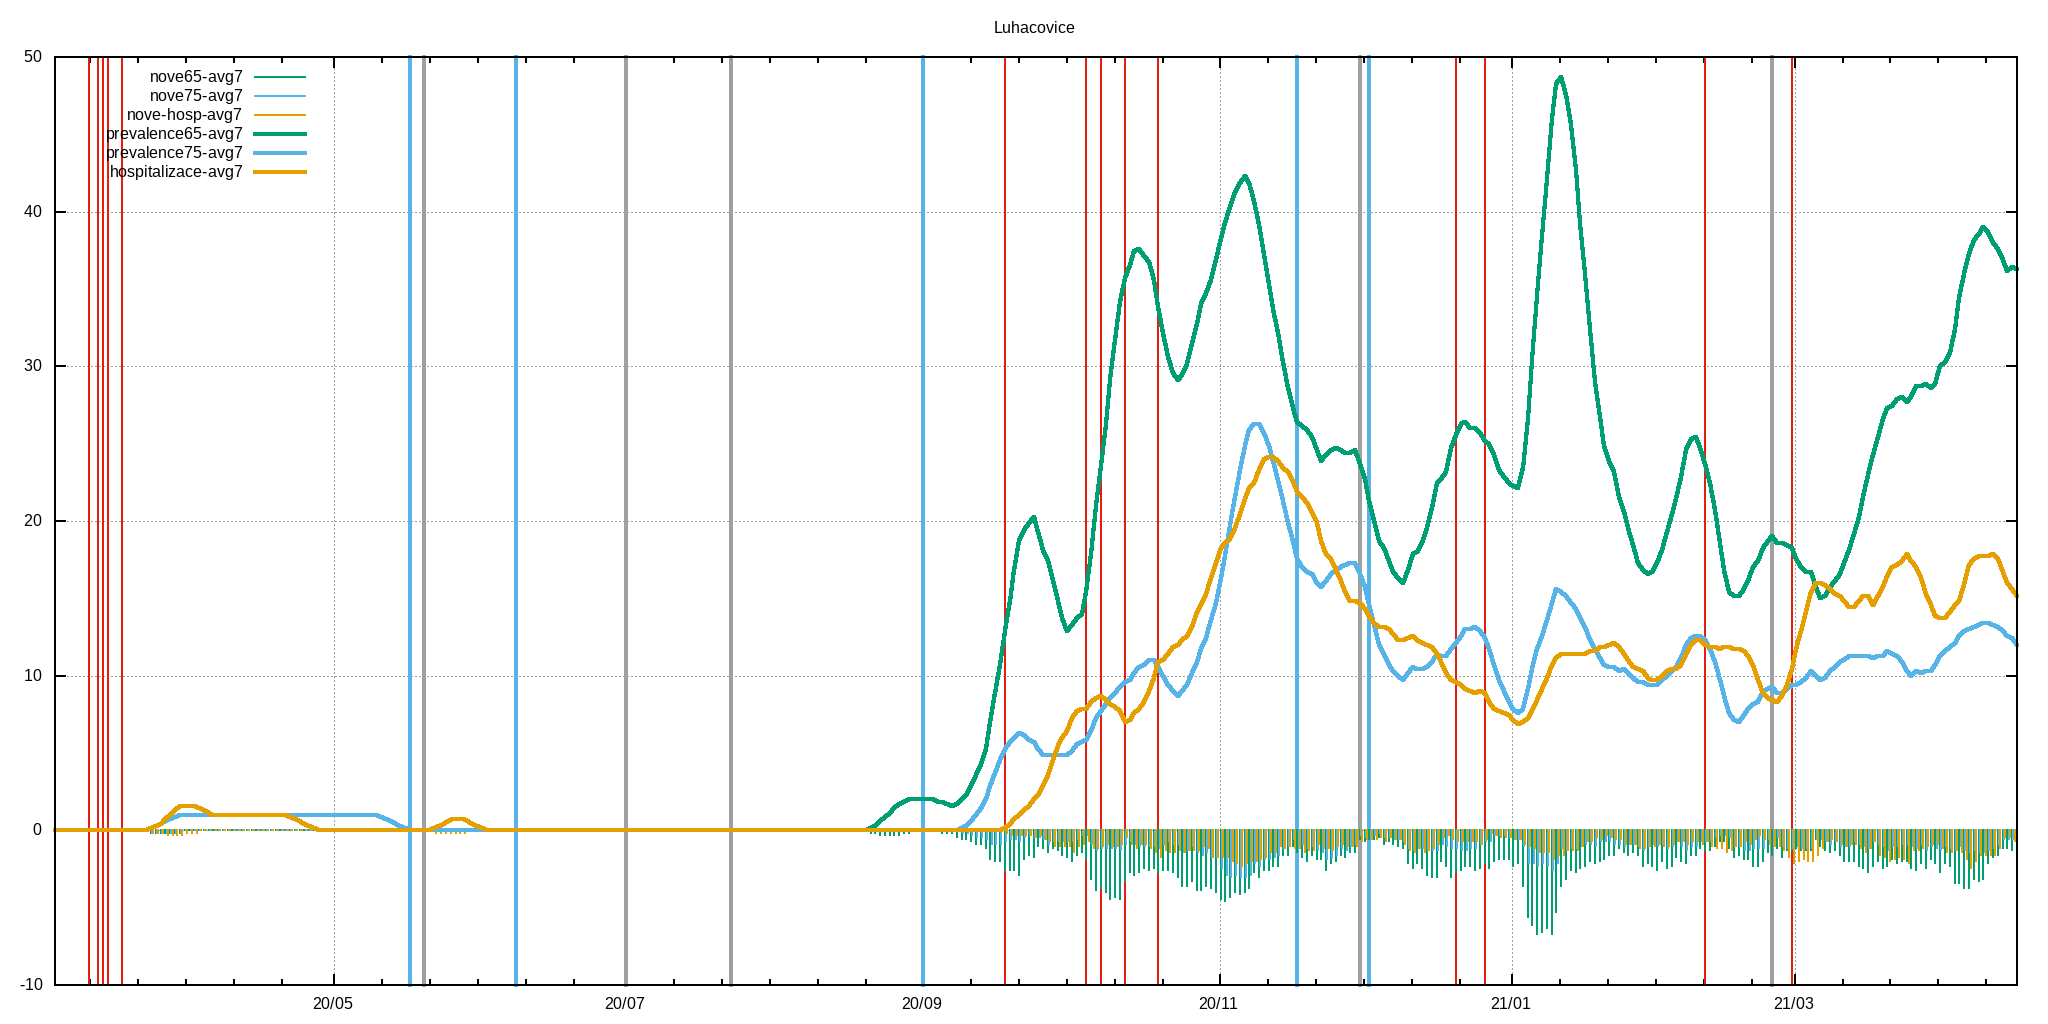 Luhacovice
50
nove65-avg7
nove75-avg7
nove-hosp-avg7
prevalence65-avg7
prevalence75-avg7
hospitalizace-avg7
40
30
20
10
0
-10
20/05 20/07 20/09 20/11 21/01 21/03